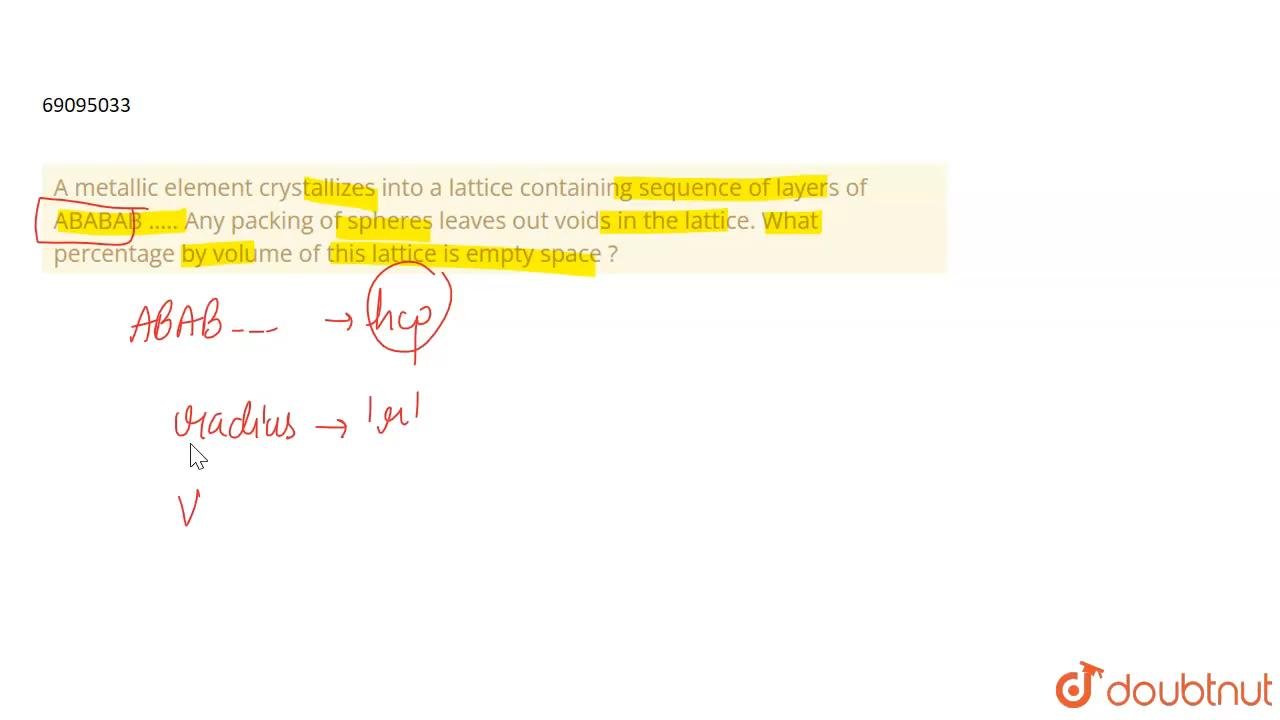 69095033
A metallic element crystallizes into a lattice containing sequence of layers of
ABABAB ..... Any packing of spheres leaves out voids in the lattice. What
percentage by volume of this lattice is empty space ?
ABAB --- → hcp
radius → 'r'
V
doubtnut